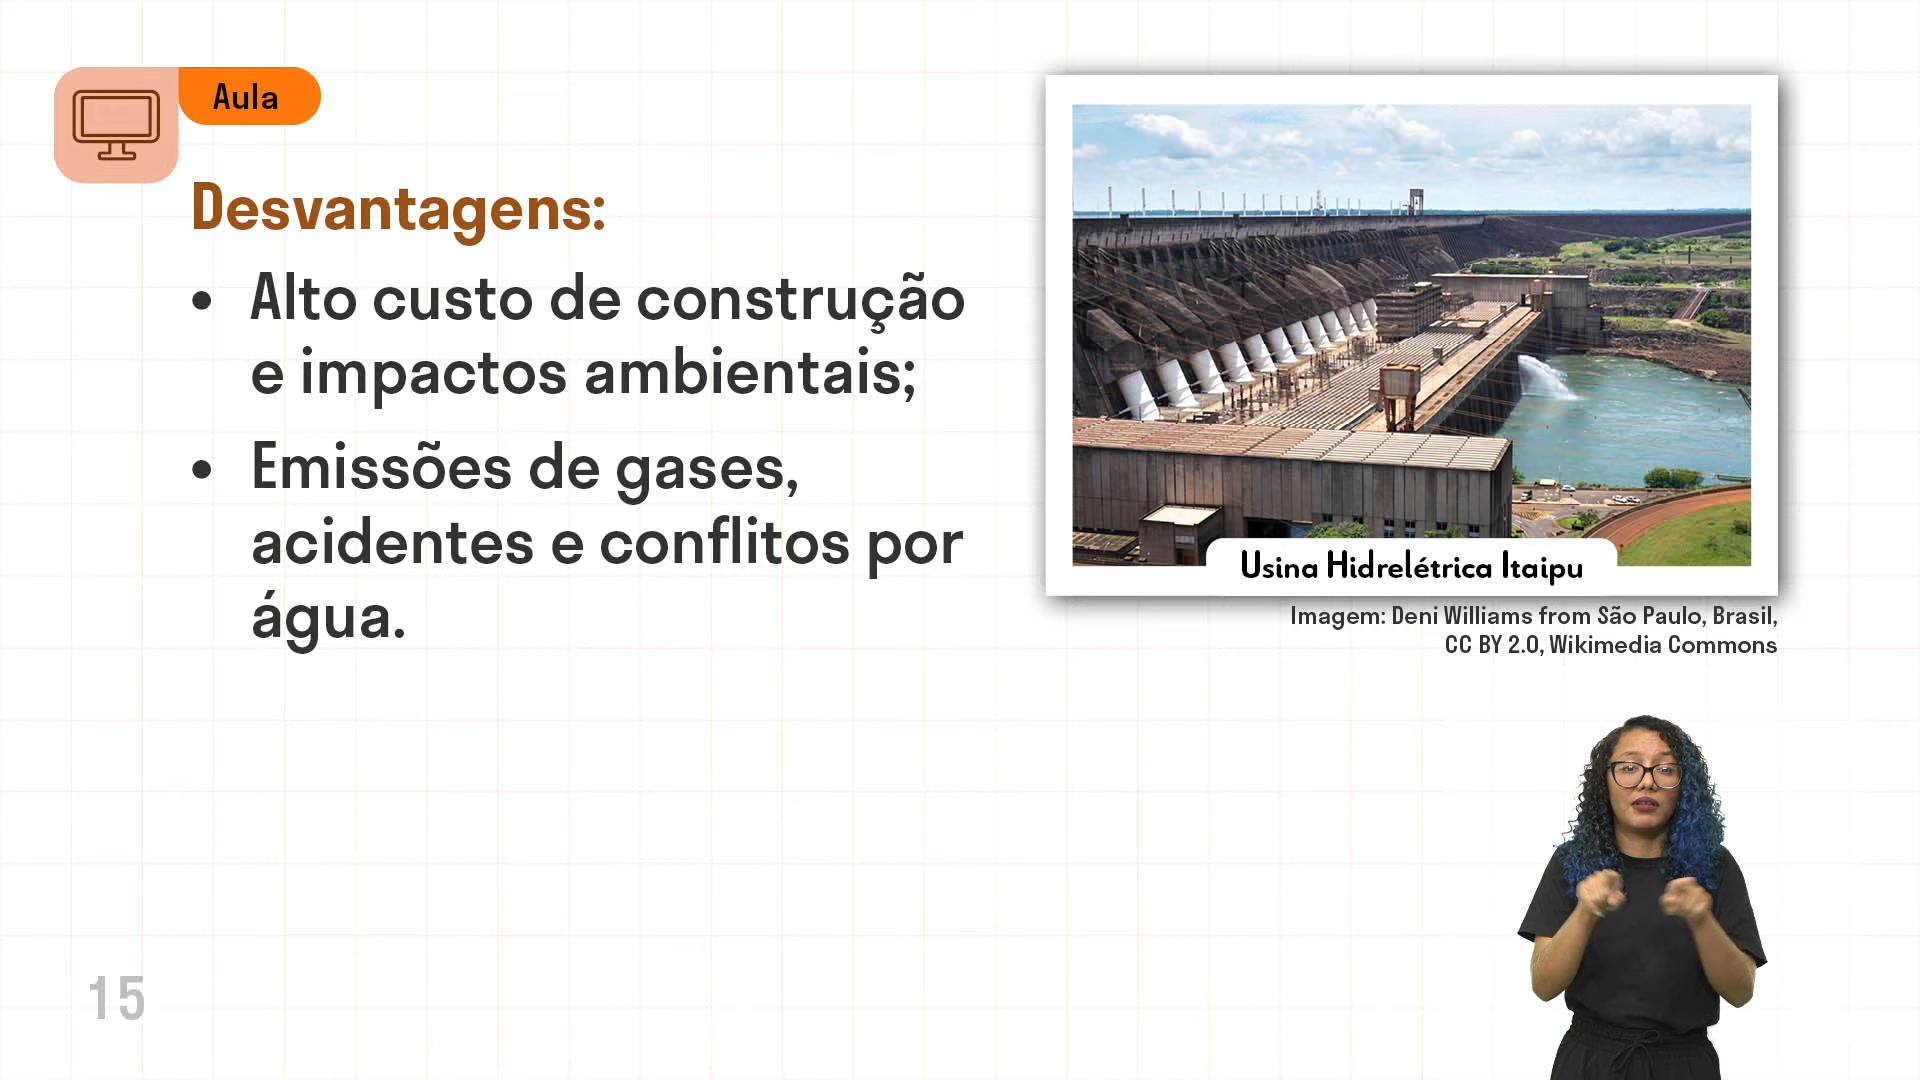 Aula
Desvantagens:
• Alto custo de construção
e impactos ambientais;
• Emissões de gases,
acidentes e conflitos por
água.
Usina Hidrelétrica Itaipu
Imagem: Deni Williams from São Paulo, Brasil,
CC BY 2.0, Wikimedia Commons
15